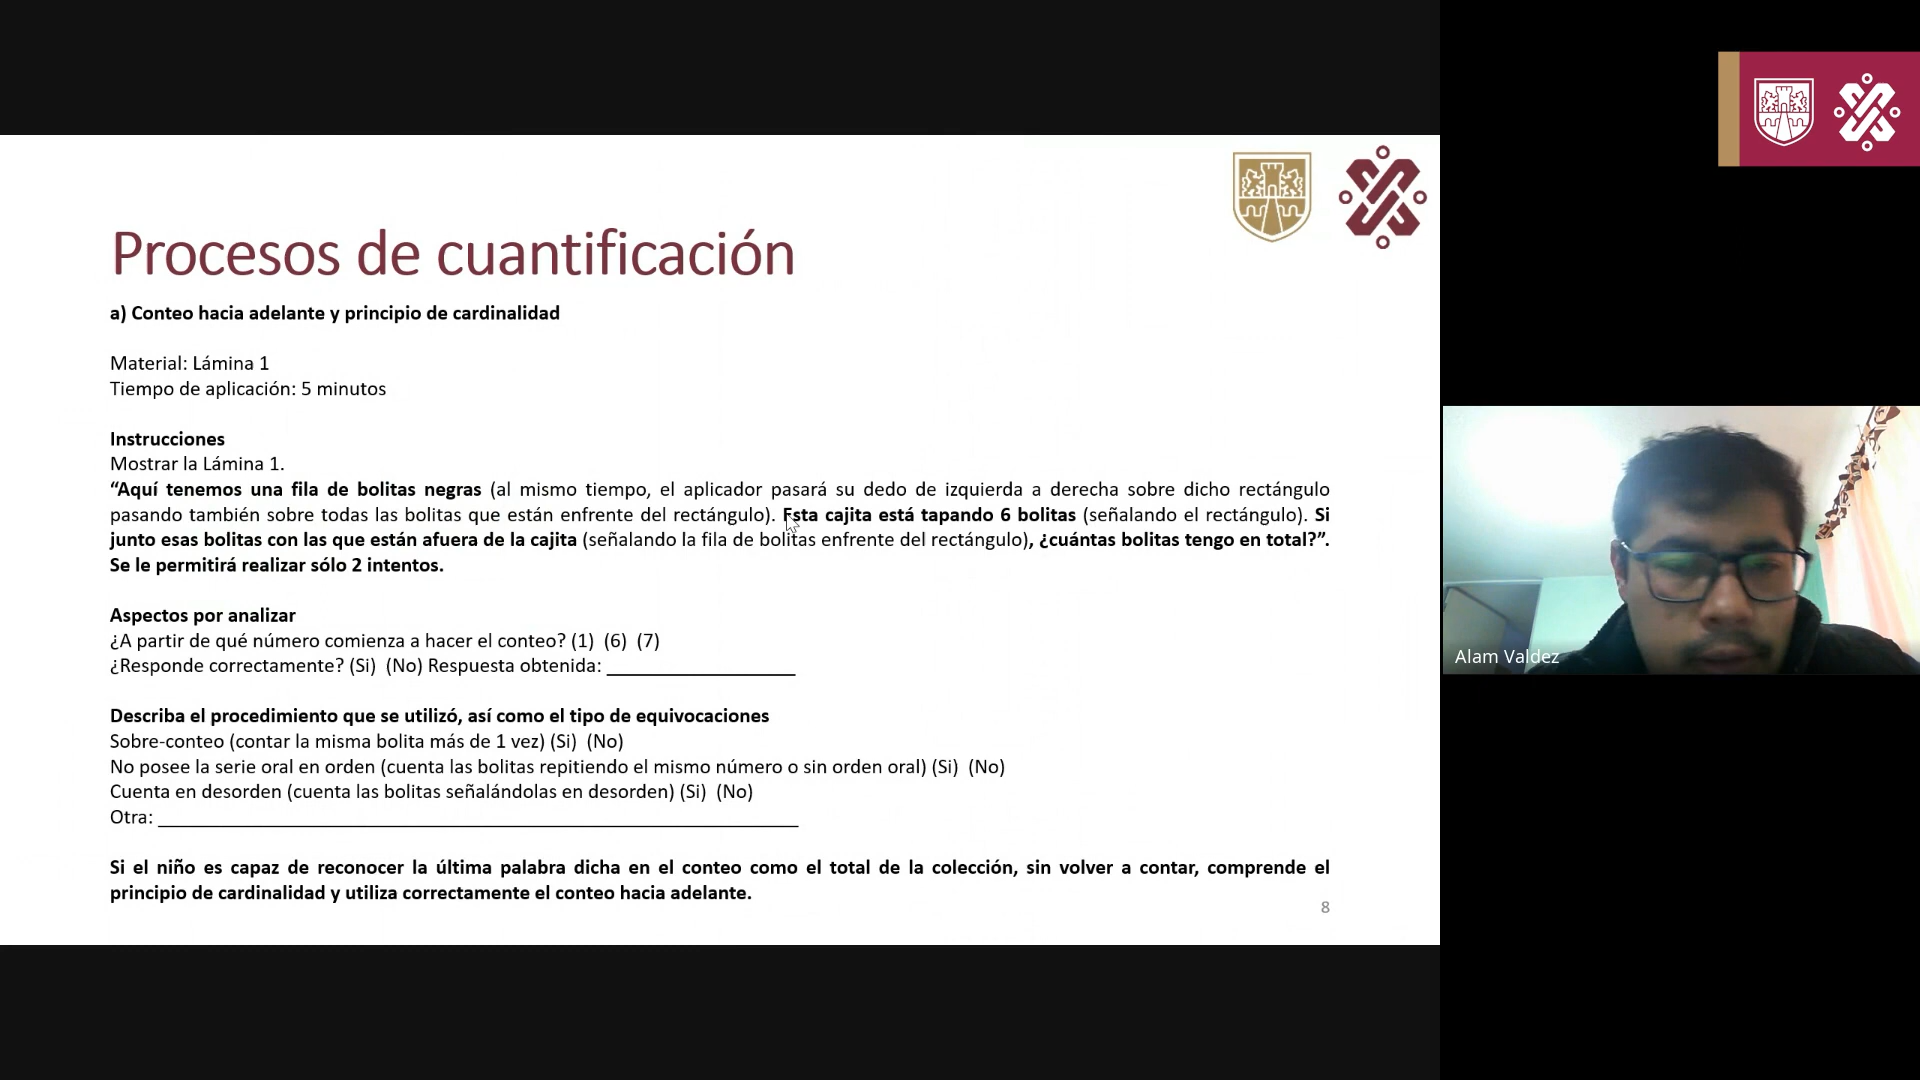 Procesos de cuantificación
a) Conteo hacia adelante y principio de cardinalidad
Material: Lámina 1
Tiempo de aplicación: 5 minutos
Instrucciones
Mostrar la Lámina 1.
“Aquí tenemos una fila de bolitas negras (al mismo tiempo, el aplicador pasará su dedo de izquierda a derecha sobre dicho rectángulo
pasando también sobre todas las bolitas que están enfrente del rectángulo). Esta cajita está tapando 6 bolitas (señalando el rectángulo). Si
junto esas bolitas con las que están afuera de la cajita (señalando la fila de bolitas enfrente del rectángulo), ¿cuántas bolitas tengo en total?”.
Se le permitirá realizar sólo 2 intentos.
Aspectos por analizar
¿A partir de qué número comienza a hacer el conteo? (1) (6) (7)
¿Responde correctamente? (Si) (No) Respuesta obtenida: ___________________
Describa el procedimiento que se utilizó, así como el tipo de equivocaciones
Sobre-conteo (contar la misma bolita más de 1 vez) (Si) (No)
No posee la serie oral en orden (cuenta las bolitas repitiendo el mismo número o sin orden oral) (Si) (No)
Cuenta en desorden (cuenta las bolitas señalándolas en desorden) (Si) (No)
Otra: ________________________________________________________________
Si el niño es capaz de reconocer la última palabra dicha en el conteo como el total de la colección, sin volver a contar, comprende el
principio de cardinalidad y utiliza correctamente el conteo hacia adelante.
8
Alam Valdez